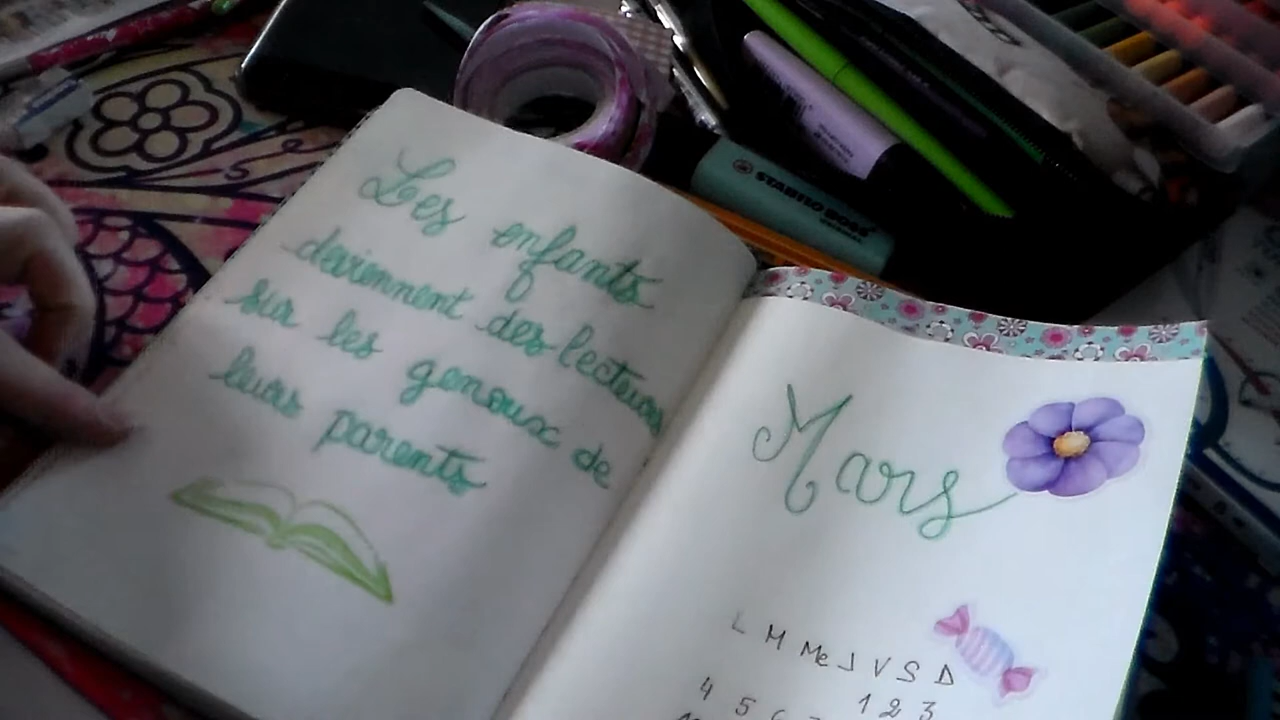 Les enfants
deviennent des lecteurs
sur les genoux de
leurs parents
Mars
L M Me J V S D
1 2 3
4 5 6
STABILO BOSS